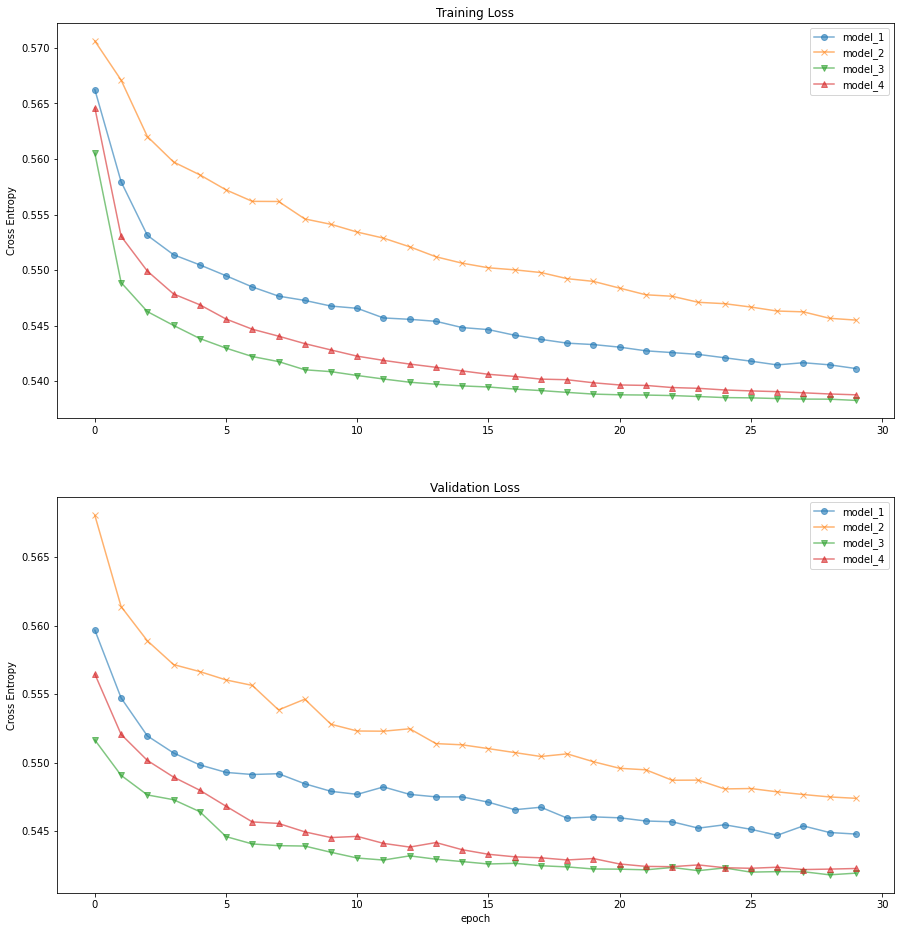 Training Loss
model_1
model_2
model_3
model_4
Cross Entropy
0.570
0.565
0.560
0.555
0.550
0.545
0.540
0 5 10 15 20 25 30
Validation Loss
model_1
model_2
model_3
model_4
Cross Entropy
0.565
0.560
0.555
0.550
0.545
0 5 10 15 20 25 30
epoch